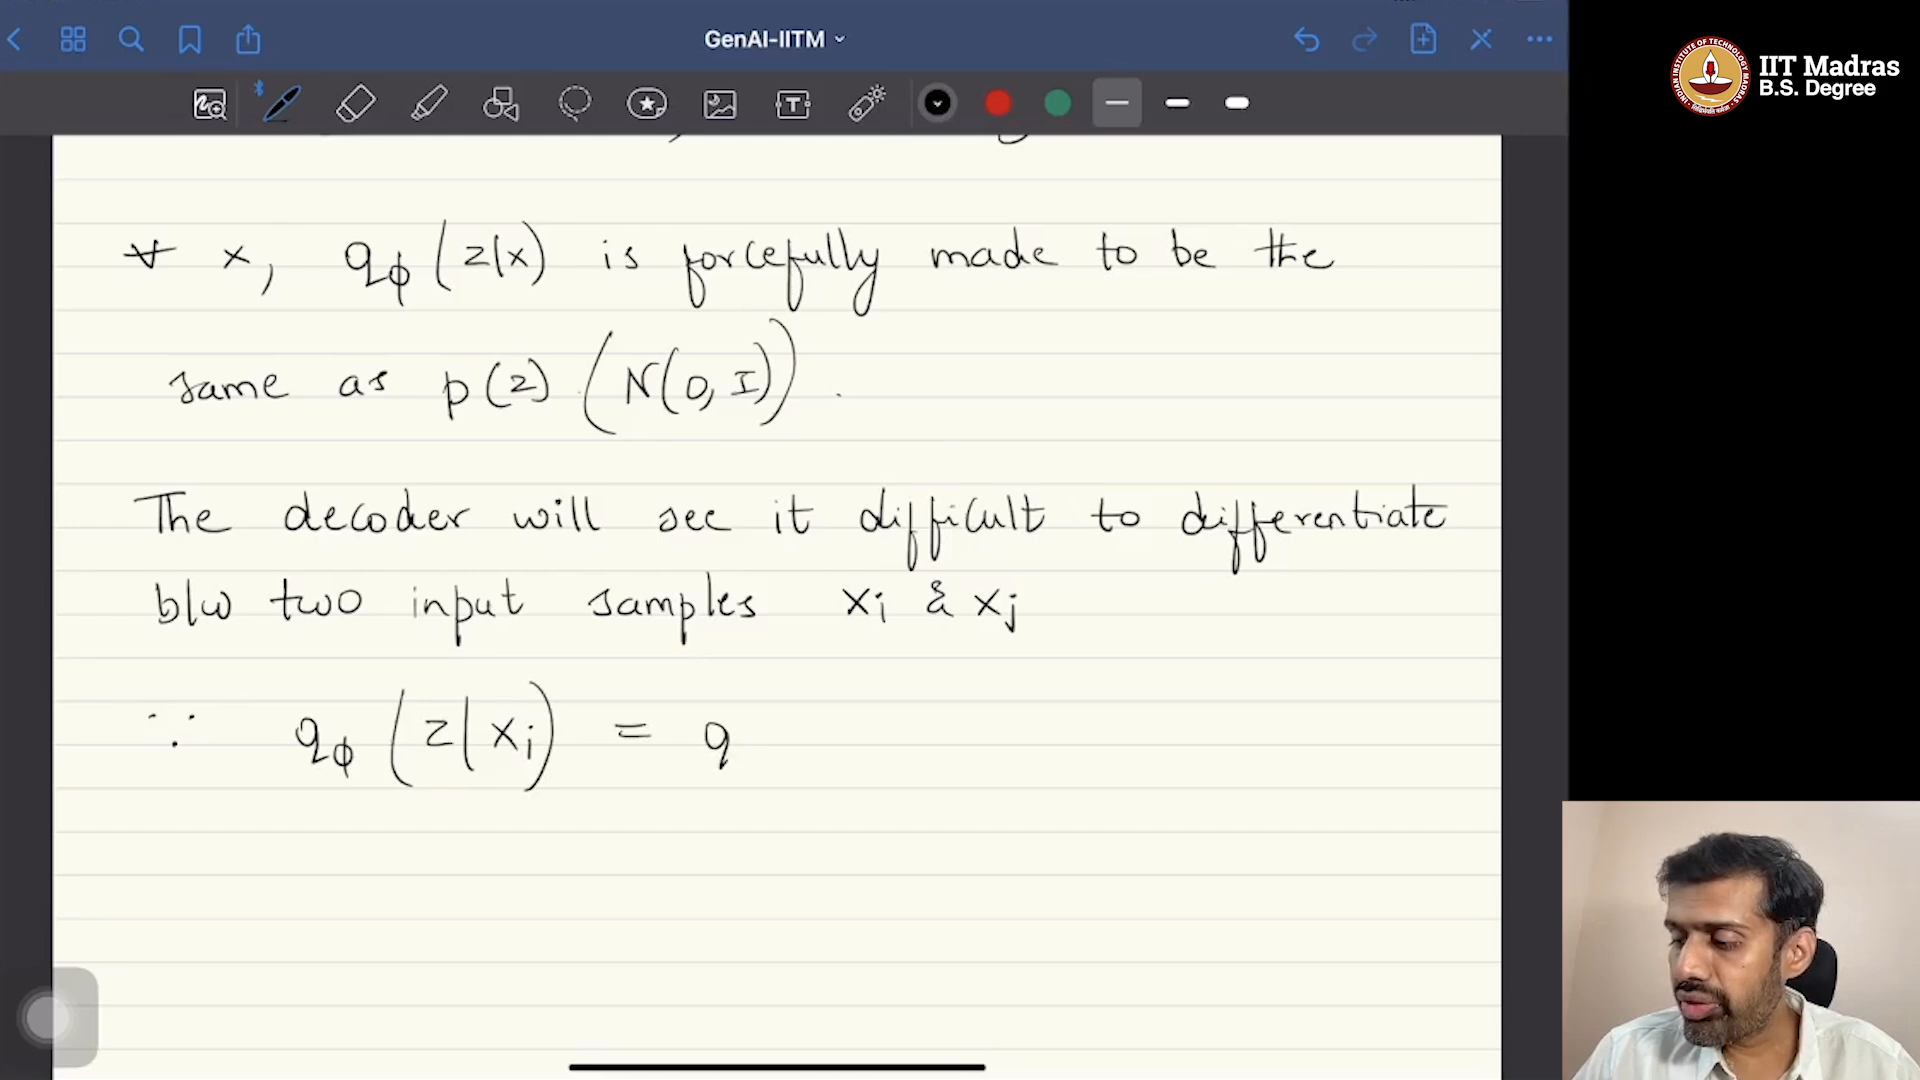 GenAI-IITM
IIT Madras
B.S. Degree
∀ x, qϕ(z|x) is forcefully made to be the
same as p(z) (N(0, I)).
The decoder will see it difficult to differentiate
b/w two input samples xi & xj
∵ qϕ(z|xi) = q